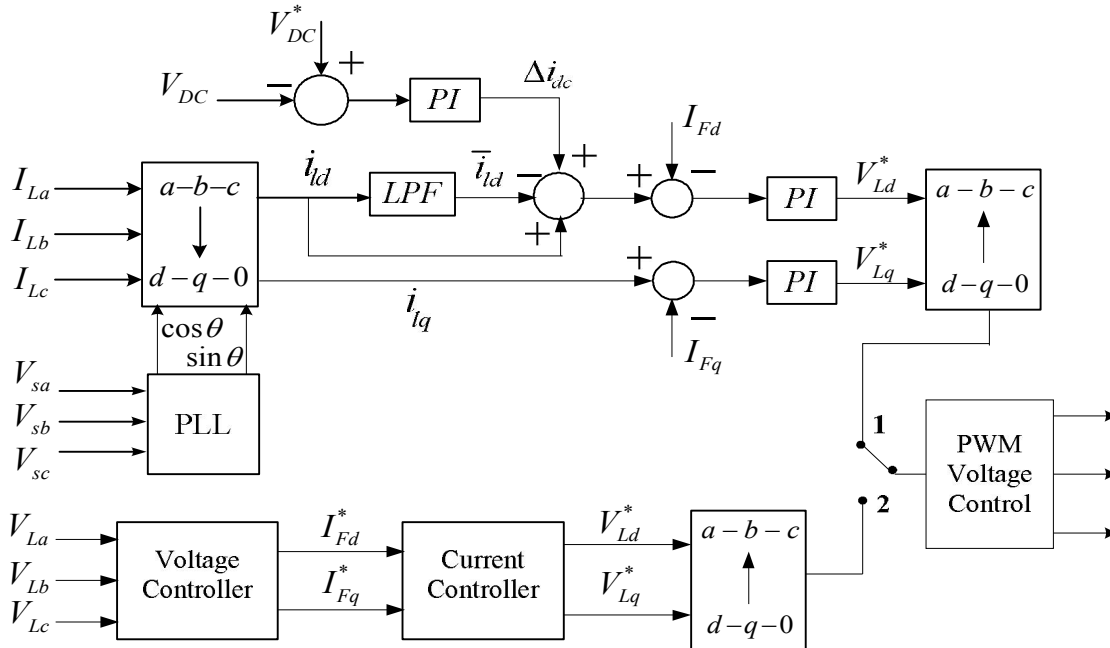 V*DC
+
−
VDC
PI
Δidc
IFd
ILa
ILb
ILc
a−b−c
d−q−0
ild
LPF
i̅ld
−
+
+
+
−
PI
V*Ld
a−b−c
d−q−0
ilq
+
−
IFq
PI
V*Lq
cosθ
sinθ
Vsa
Vsb
Vsc
PLL
1
2
PWM
Voltage
Control
VLa
VLb
VLc
Voltage
Controller
I*Fd
I*Fq
Current
Controller
V*Ld
V*Lq
a−b−c
d−q−0